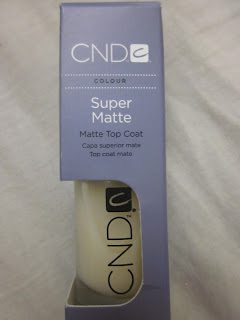 CND
COLOUR
Super
Matte
Matte Top Coat
Capa superior mate
Top coat mate
CND